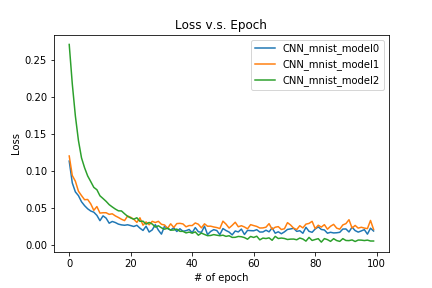 Loss v.s. Epoch
CNN_mnist_model0
CNN_mnist_model1
CNN_mnist_model2
0.25
0.20
0.15
0.10
0.05
0.00
Loss
0
20
40
60
80
100
# of epoch